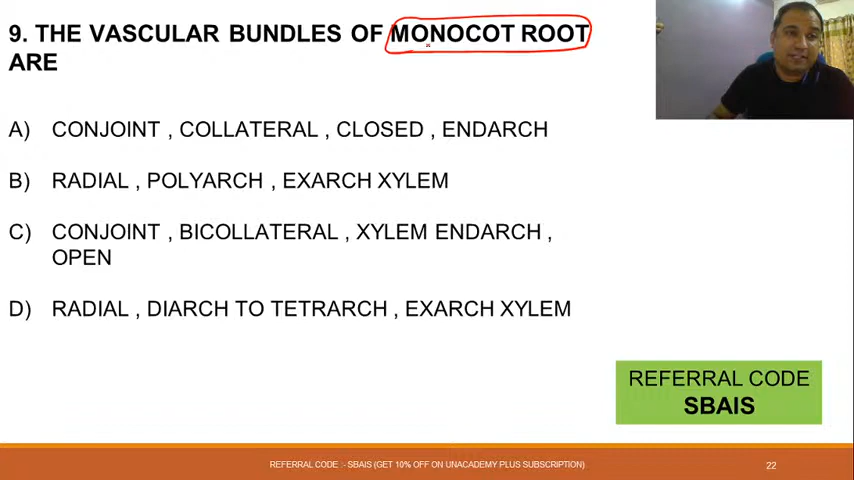 9. THE VASCULAR BUNDLES OF MONOCOT ROOT
ARE
A) CONJOINT , COLLATERAL , CLOSED , ENDARCH
B) RADIAL , POLYARCH , EXARCH XYLEM
C) CONJOINT , BICOLLATERAL , XYLEM ENDARCH ,
OPEN
D) RADIAL , DIARCH TO TETRARCH , EXARCH XYLEM
REFERRAL CODE
SBAIS
REFERRAL CODE :- SBAIS (GET 10% OFF ON UNACADEMY PLUS SUBSCRIPTION)
22